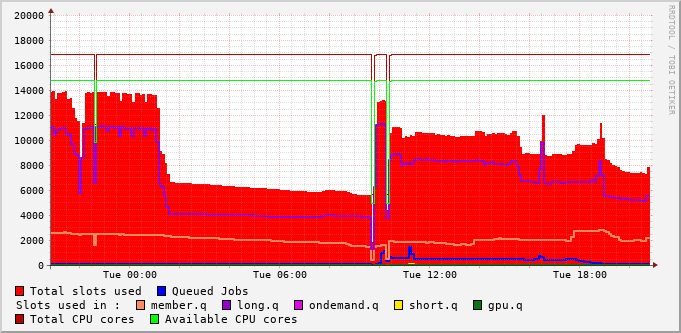 20000
18000
16000
14000
12000
10000
8000
6000
4000
2000
0
Tue 00:00 Tue 06:00 Tue 12:00 Tue 18:00
RRDTOOL / TOBI OETIKER
Total slots used Queued Jobs
Slots used in : member.q long.q ondemand.q short.q gpu.q
Total CPU cores Available CPU cores